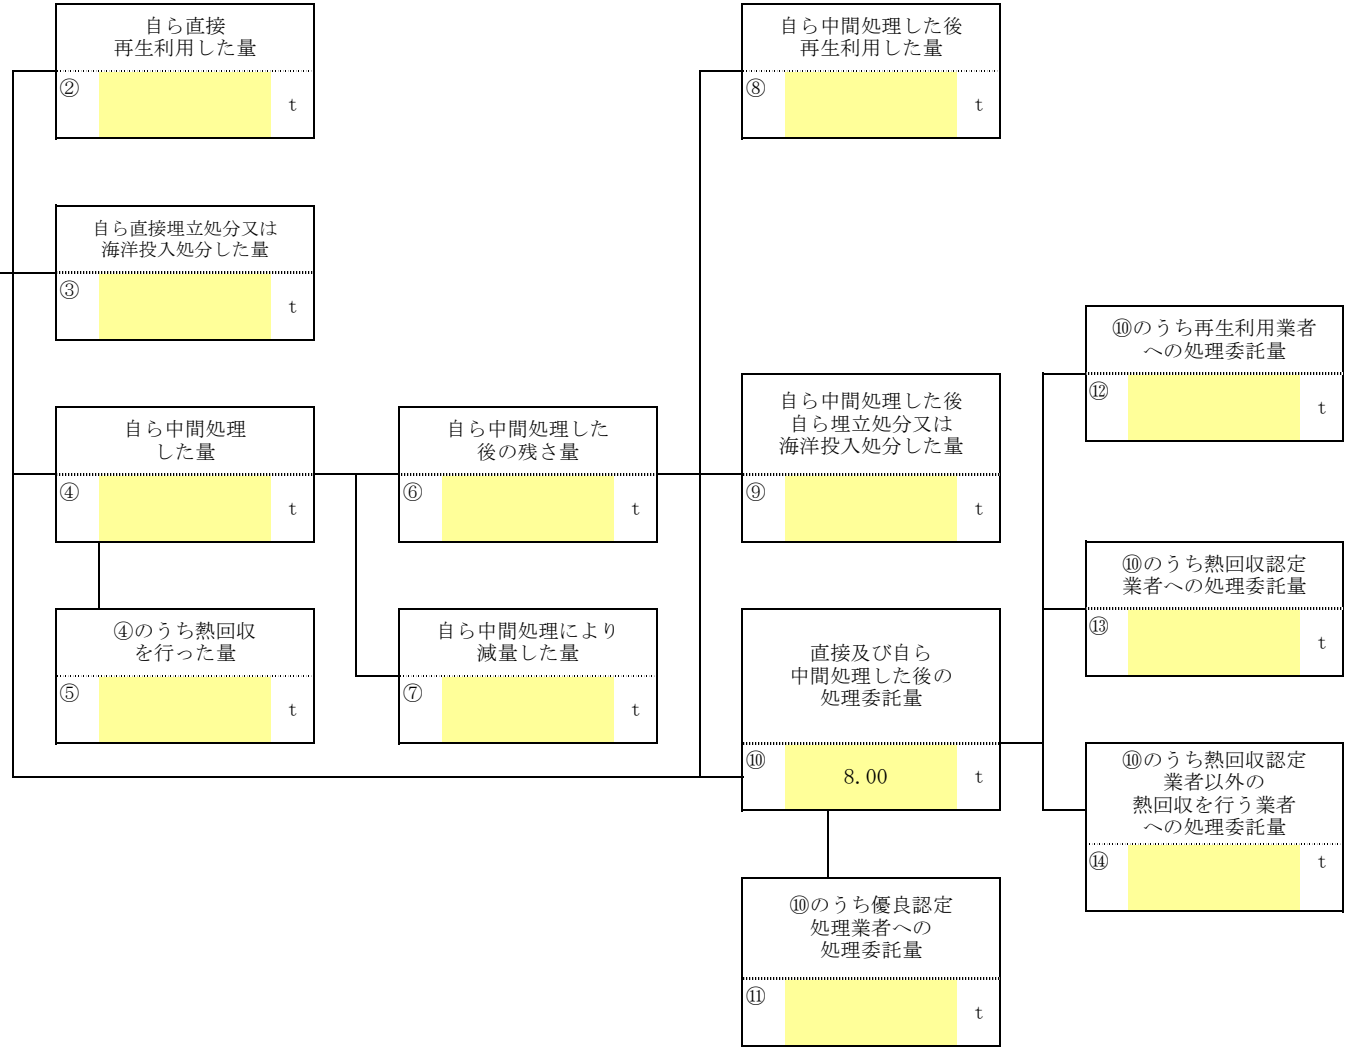 自ら直接
再生利用した量
②
t
自ら中間処理した後
再生利用した量
⑧
t
自ら直接埋立処分又は
海洋投入処分した量
③
t
⑩のうち再生利用業者
への処理委託量
⑫
t
自ら中間処理
した量
④
t
自ら中間処理した
後の残さ量
⑥
t
自ら中間処理した後
自ら埋立処分又は
海洋投入処分した量
⑨
t
⑩のうち熱回収認定
業者への処理委託量
⑬
t
④のうち熱回収
を行った量
⑤
t
自ら中間処理により
減量した量
⑦
t
直接及び自ら
中間処理した後の
処理委託量
⑩
8.00
t
⑩のうち熱回収認定
業者以外の
熱回収を行う業者
への処理委託量
⑭
t
⑩のうち優良認定
処理業者への
処理委託量
⑪
t